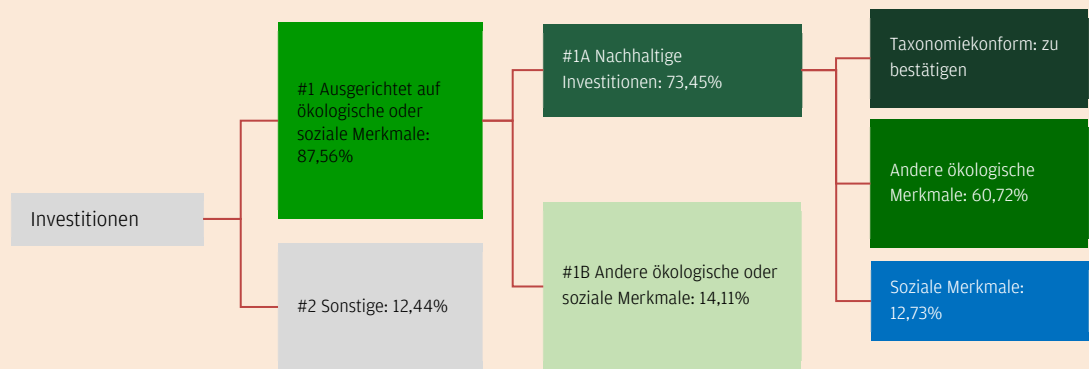 Investitionen
#1 Ausgerichtet auf
ökologische oder
soziale Merkmale:
87,56%
#2 Sonstige: 12,44%
#1A Nachhaltige
Investitionen: 73,45%
#1B Andere ökologische oder
soziale Merkmale: 14,11%
Taxonomiekonform: zu
bestätigen
Andere ökologische
Merkmale: 60,72%
Soziale Merkmale:
12,73%